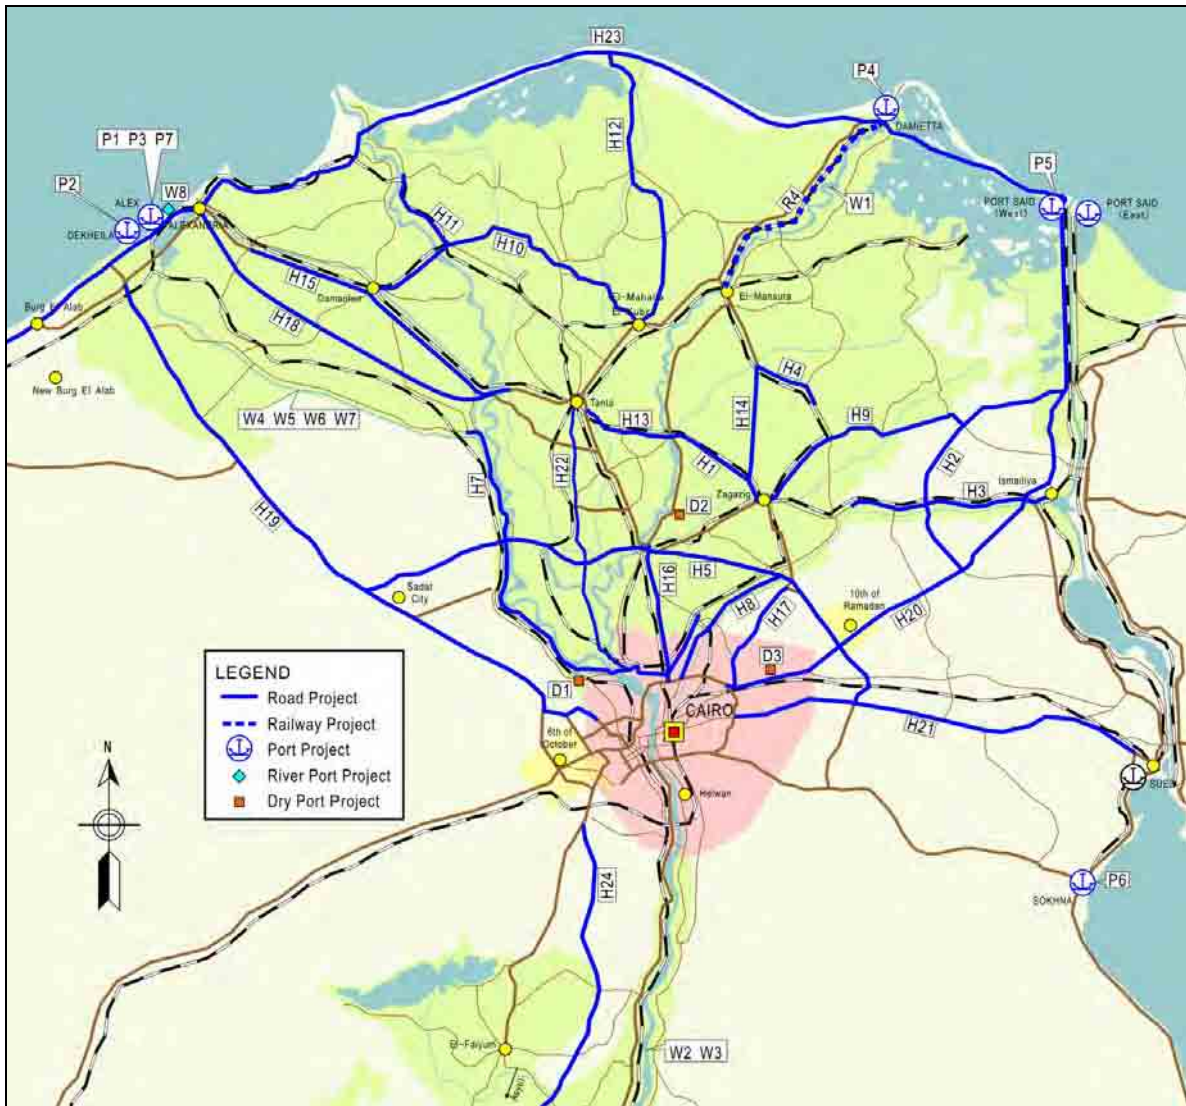 H23
P4
DAMIETTA
P1 P3 P7
H12
P5
P2
W8
R4
W1
ALEX
PORT SAID
(West)
PORT SAID
(East)
DEKHEILA
ALEXANDRIA
H11
H10
H15
Damanhur
El-Mansura
Burg El Alab
H18
H4
New Burg El Alab
H14
Tanta
W4 W5 W6 W7
H13
H9
H22
H1
H2
H7
Zagazig
Ismailiya
H3
H19
D2
H5
H16
Sadat
City
H8
H17
10th of
Ramadan
H20
D3
LEGEND
D1
Road Project
CAIRO
Railway Project
6th of
October
H21
Port Project
N
River Port Project
Dry Port Project
Helwan
H24
P6
SOKHNA
El-Faiyum
W2 W3